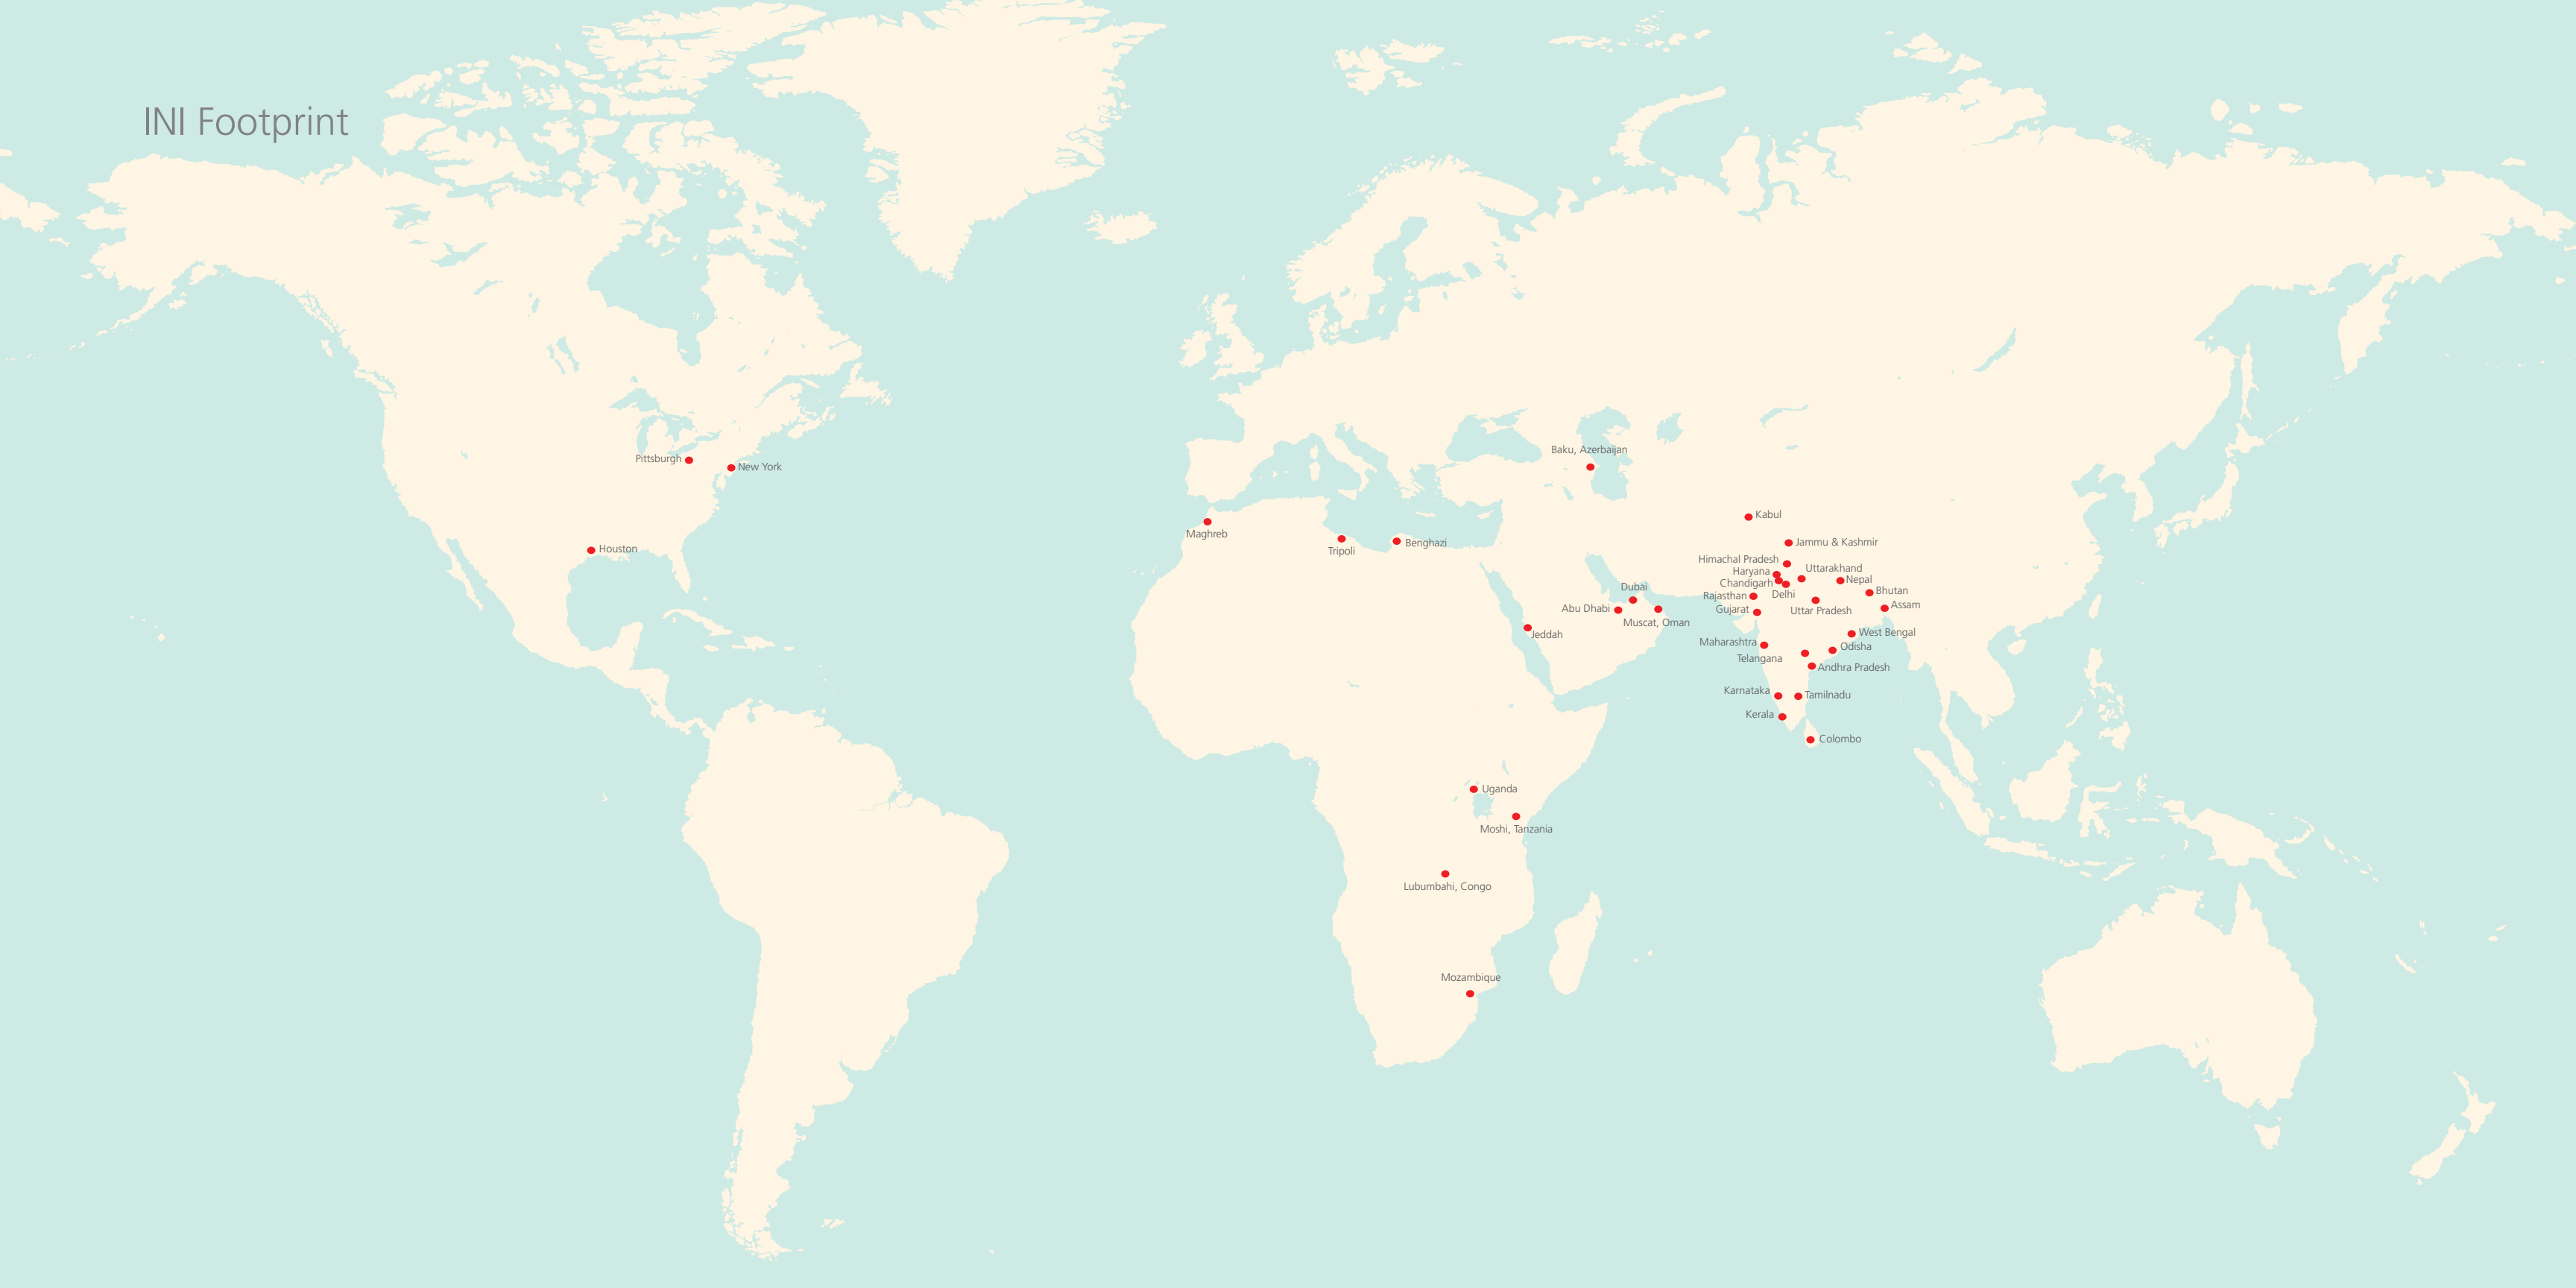 INI Footprint
Pittsburgh
New York
Houston
Baku, Azerbaijan
Maghreb
Tripoli
Benghazi
Kabul
Jammu & Kashmir
Himachal Pradesh
Haryana
Uttarakhand
Chandigarh
Nepal
Delhi
Bhutan
Rajasthan
Assam
Gujarat
Uttar Pradesh
Dubai
Abu Dhabi
Muscat, Oman
Jeddah
West Bengal
Maharashtra
Odisha
Telangana
Andhra Pradesh
Karnataka
Tamilnadu
Kerala
Colombo
Uganda
Moshi, Tanzania
Lubumbahi, Congo
Mozambique